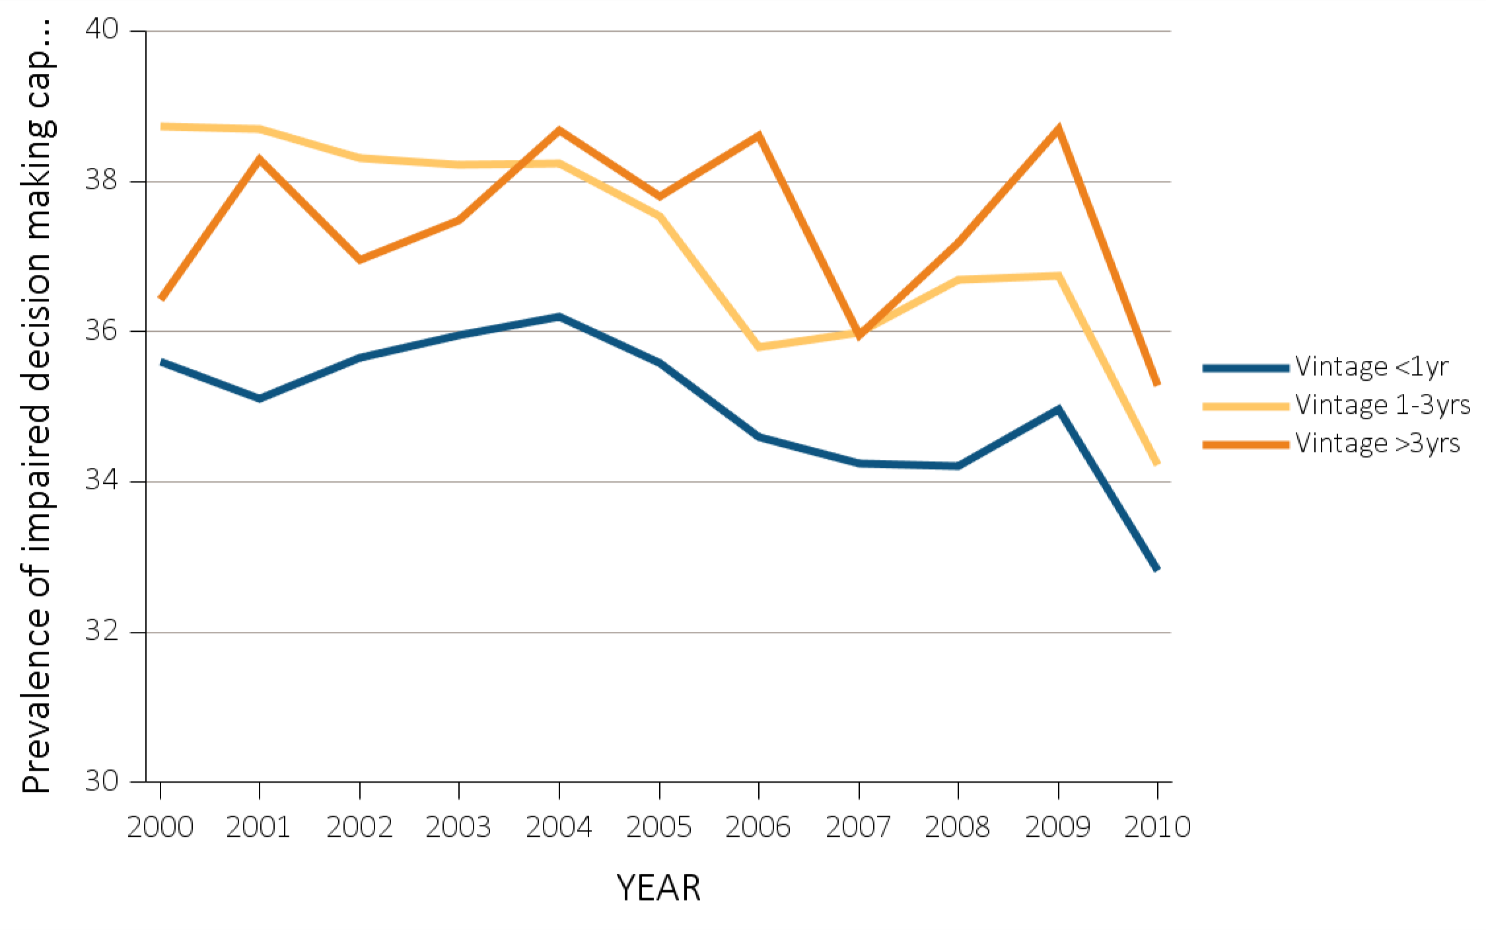 Prevalence of impaired decision making cap...
40
38
36
34
32
30
2000 2001 2002 2003 2004 2005 2006 2007 2008 2009 2010
YEAR
Vintage <1yr
Vintage 1-3yrs
Vintage >3yrs